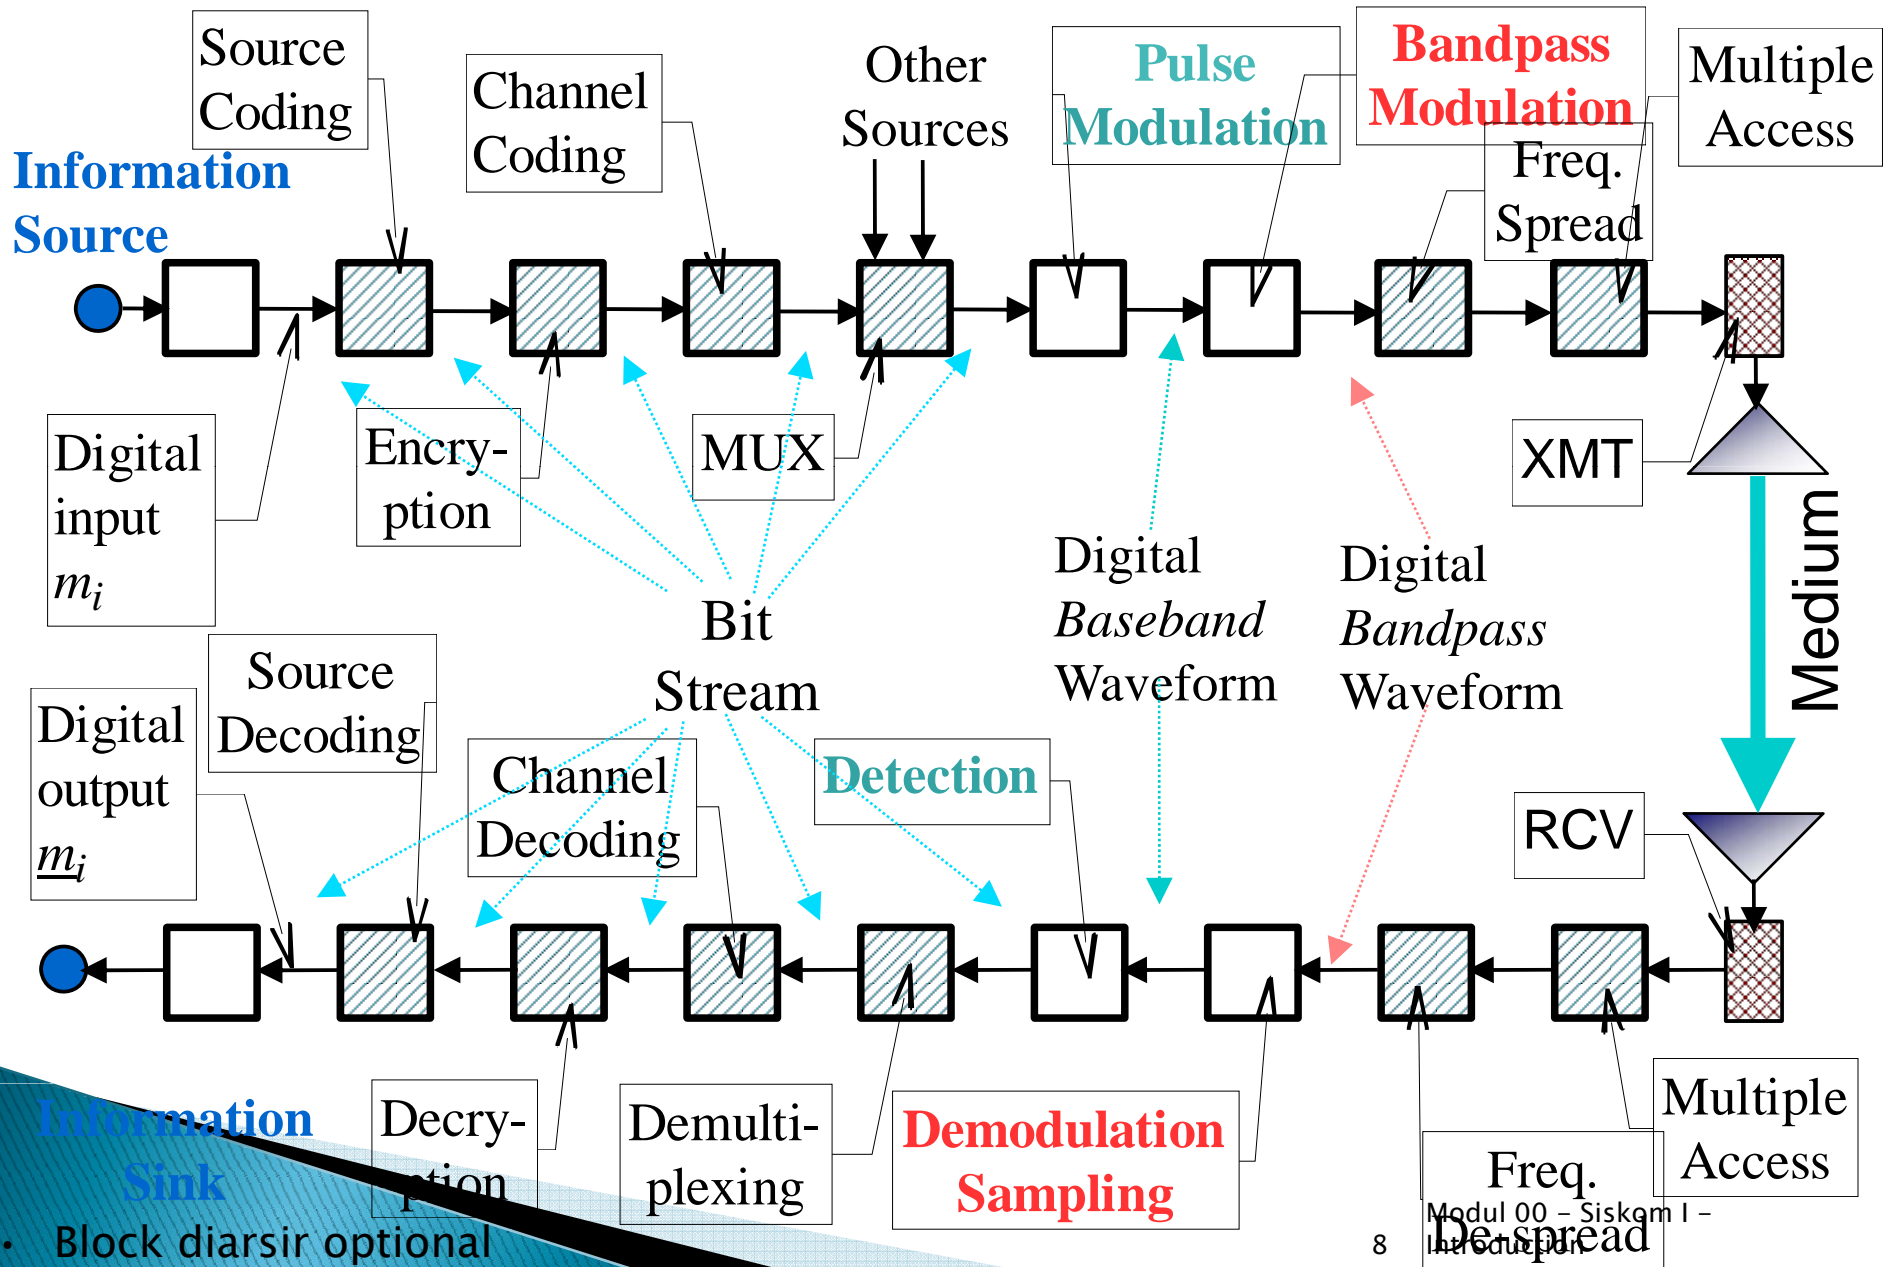 Source
Coding
Channel
Coding
Other
Sources
Pulse
Modulation
Bandpass
Modulation
Multiple
Access
Freq.
Spread
Information
Source
Digital
input
m_i
Encry-
ption
MUX
XMT
Medium
Bit
Stream
Digital
Baseband
Waveform
Digital
Bandpass
Waveform
Digital
output
m_i
Source
Decoding
Channel
Decoding
Detection
RCV
Information
Sink
Decry-
ption
Demulti-
plexing
Demodulation
Sampling
Freq.
De-spread
Multiple
Access
• Block diarsir optional
8
Modul 00 - Siskom I -
Introduction